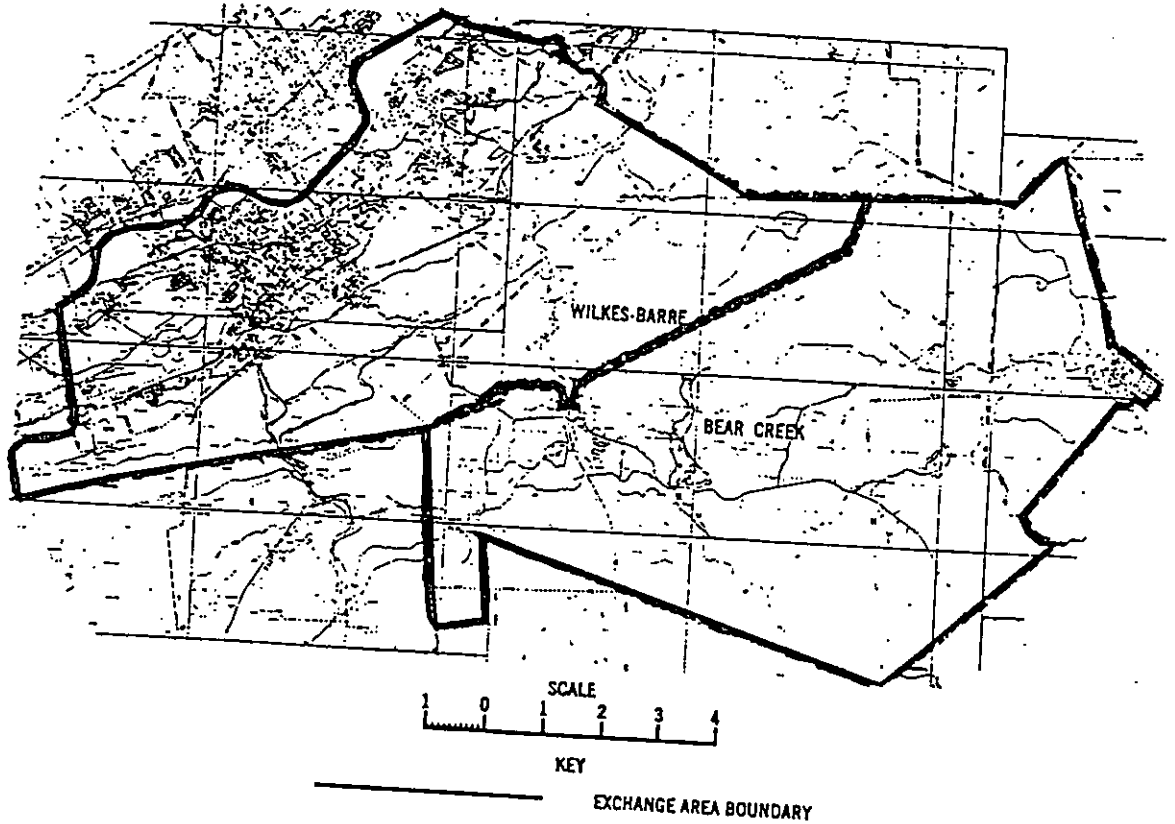 WILKES-BARRE
BEAR CREEK
SCALE
1 0 1 2 3 4
KEY
EXCHANGE AREA BOUNDARY